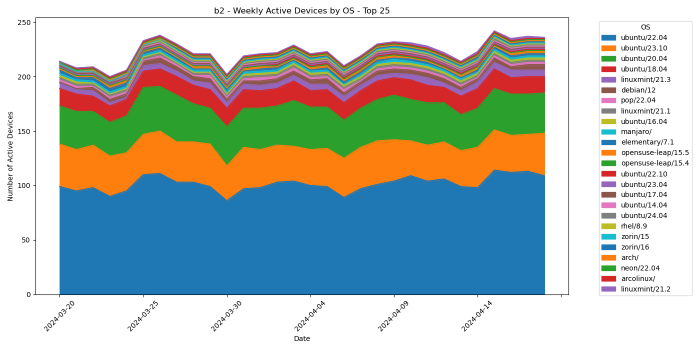 b2 - Weekly Active Devices by OS - Top 25
Number of Active Devices
250
200
150
100
50
0
2024-03-20
2024-03-25
2024-03-30
2024-04-04
2024-04-09
2024-04-14
Date
OS
ubuntu/22.04
ubuntu/23.10
ubuntu/20.04
ubuntu/18.04
linuxmint/21.3
debian/12
pop/22.04
linuxmint/21.1
ubuntu/16.04
manjaro/
elementary/7.1
opensuse-leap/15.5
opensuse-leap/15.4
ubuntu/22.10
ubuntu/23.04
ubuntu/17.04
ubuntu/14.04
ubuntu/24.04
rhel/8.9
zorin/15
zorin/16
arch/
neon/22.04
arcolinux/
linuxmint/21.2